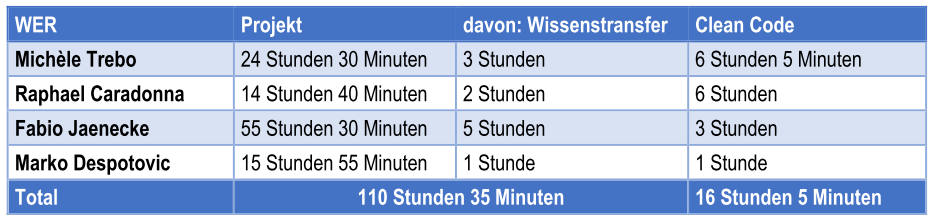 WER Projekt davon: Wissenstransfer Clean Code
Michèle Trebo 24 Stunden 30 Minuten 3 Stunden 6 Stunden 5 Minuten
Raphael Caradonna 14 Stunden 40 Minuten 2 Stunden 6 Stunden
Fabio Jaenecke 55 Stunden 30 Minuten 5 Stunden 3 Stunden
Marko Despotovic 15 Stunden 55 Minuten 1 Stunde 1 Stunde
Total 110 Stunden 35 Minuten 16 Stunden 5 Minuten